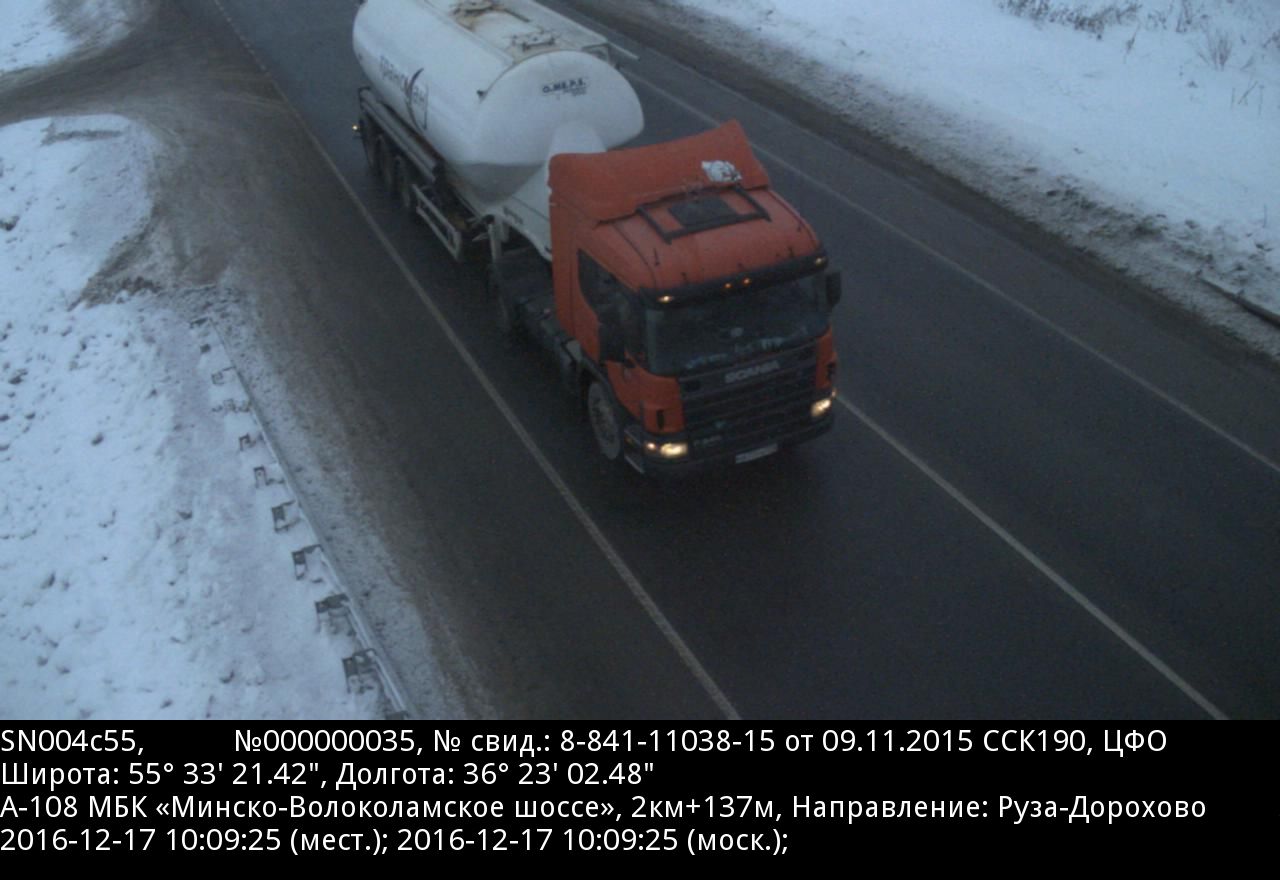 O.ME.P.S.
SCANIA
SN004c55, №000000035, № свид.: 8-841-11038-15 от 09.11.2015 ССК190, ЦФО
Широта: 55° 33' 21.42", Долгота: 36° 23' 02.48"
А-108 МБК «Минско-Волоколамское шоссе», 2км+137м, Направление: Руза-Дорохово
2016-12-17 10:09:25 (мест.); 2016-12-17 10:09:25 (моск.);